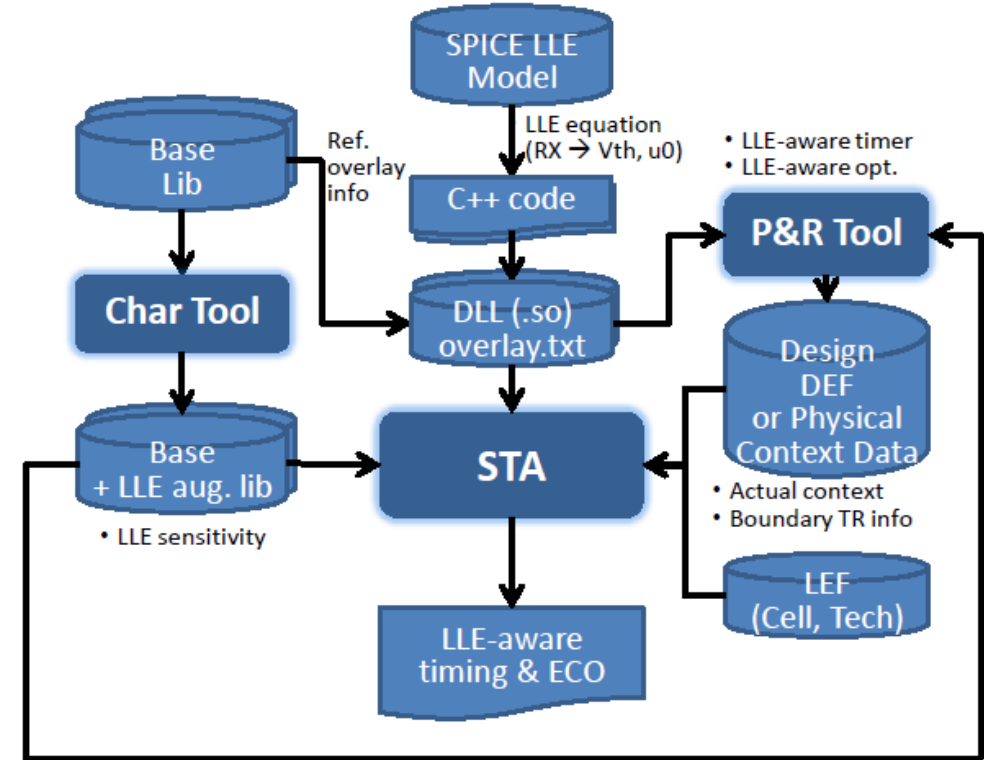 SPICE LLE
Model
LLE equation
(RX → Vth, u0)
Base
Lib
Ref.
overlay
info
C++ code
• LLE-aware timer
• LLE-aware opt.
P&R Tool
Char Tool
DLL (.so)
overlay.txt
Design
DEF
or Physical
Context Data
Base
+ LLE aug. lib
• LLE sensitivity
STA
• Actual context
• Boundary TR info
LEF
(Cell, Tech)
LLE-aware
timing & ECO